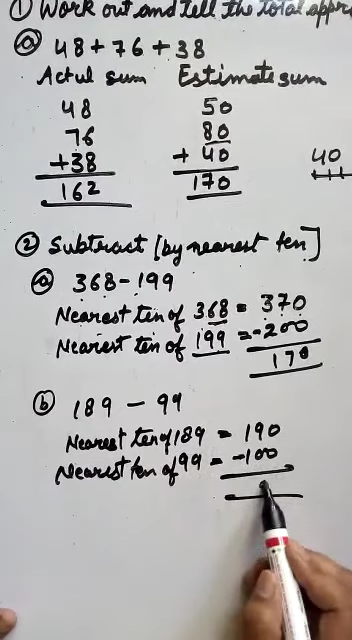 ① Work out and tell the total appro
ⓐ 48 + 76 + 38
Actul sum Estimate sum
48 50
76 80
+38 + 40
162 170
40
② Subtract [by nearest ten]
ⓐ 368 - 199
Nearest ten of 368 = 370
Nearest ten of 199 = -200
170
ⓑ 189 - 99
Nearest ten of 189 = 190
Nearest ten of 99 = -100